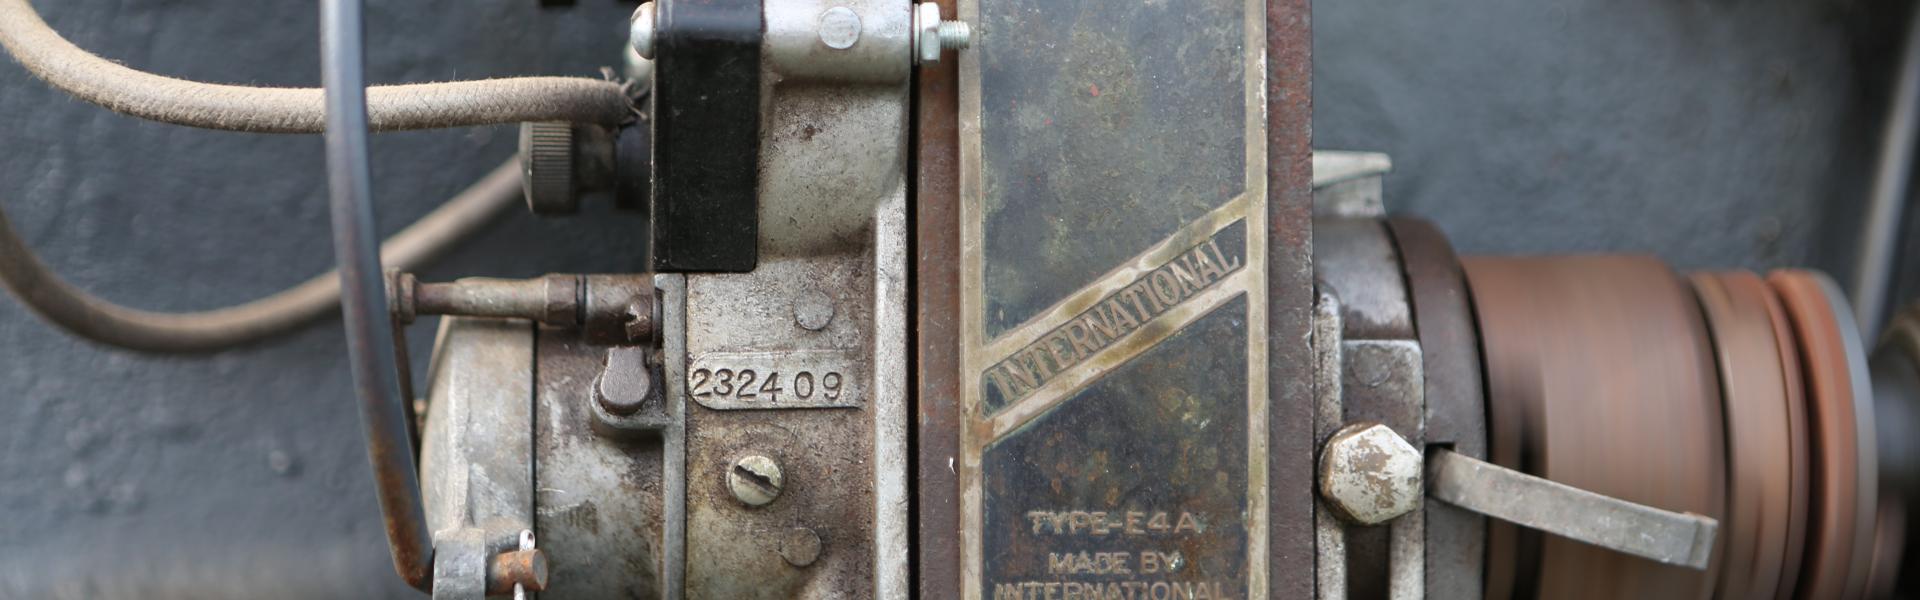 232409
INTERNATIONAL
TYPE-E4A
MADE BY
INTERNATIONAL